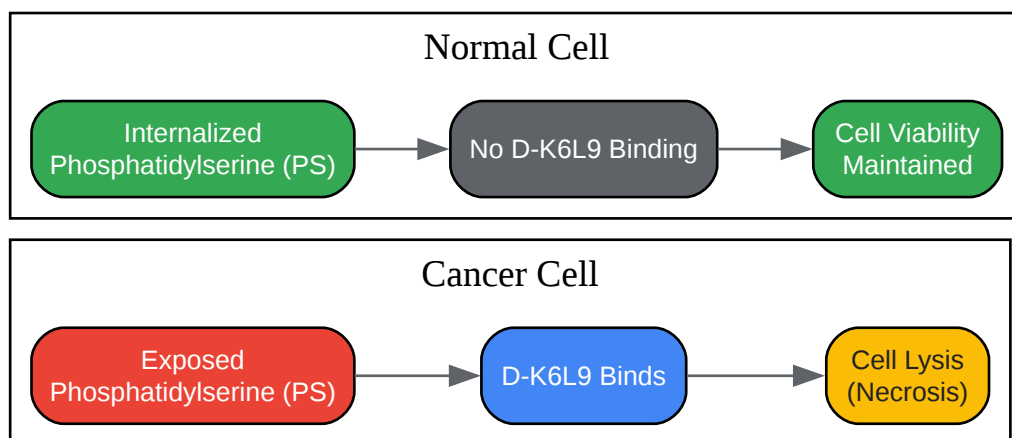 Normal Cell
Internalized
Phosphatidylserine (PS)
No D-K6L9 Binding
Cell Viability
Maintained
Cancer Cell
Exposed
Phosphatidylserine (PS)
D-K6L9 Binds
Cell Lysis
(Necrosis)